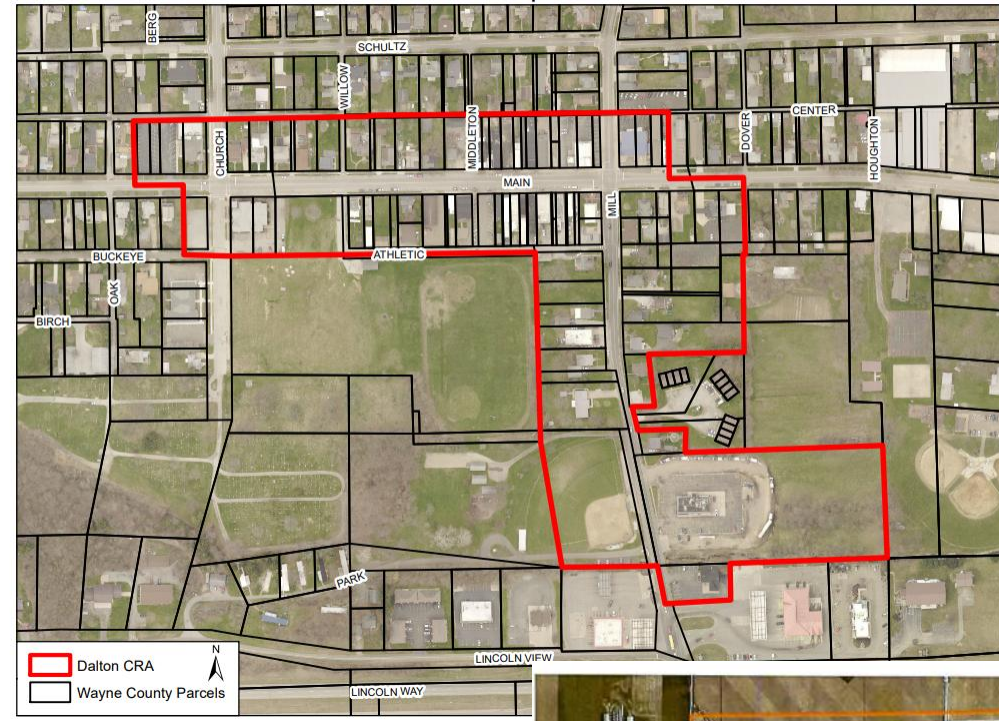 BERG
SCHULTZ
WILLOW
MIDDLETON
CENTER
CHURCH
DOVER
HOUGHTON
MAIN
MILL
BUCKEYE
ATHLETIC
OAK
BIRCH
PARK
LINCOLN VIEW
LINCOLN WAY
N
Dalton CRA
Wayne County Parcels